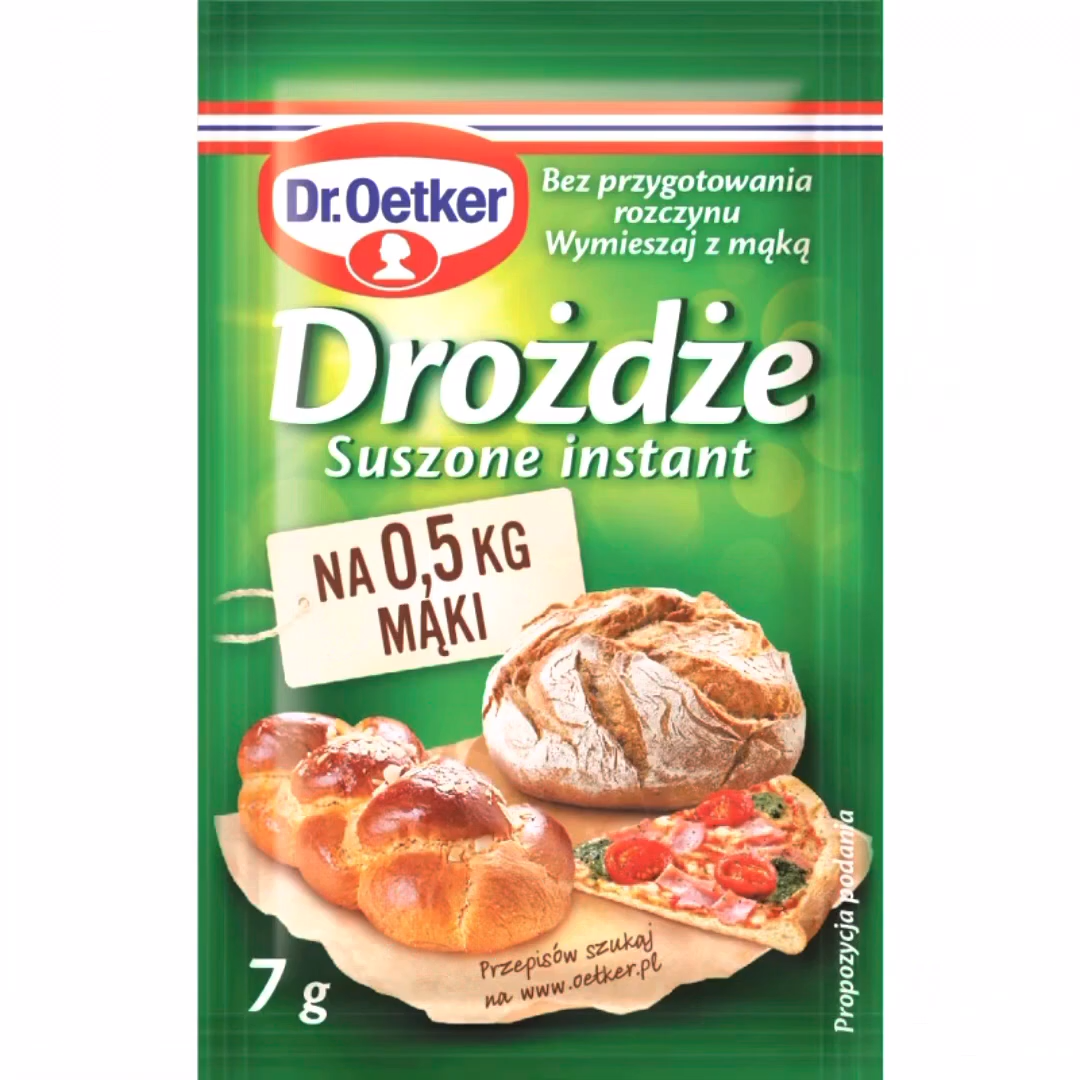 Dr.Oetker
Bez przygotowania
rozczynu
Wymieszaj z mąką
Drożdże
Suszone instant
NA 0,5 KG
MĄKI
Przepisów szukaj
na www.oetker.pl
7 g
Propozycja podania